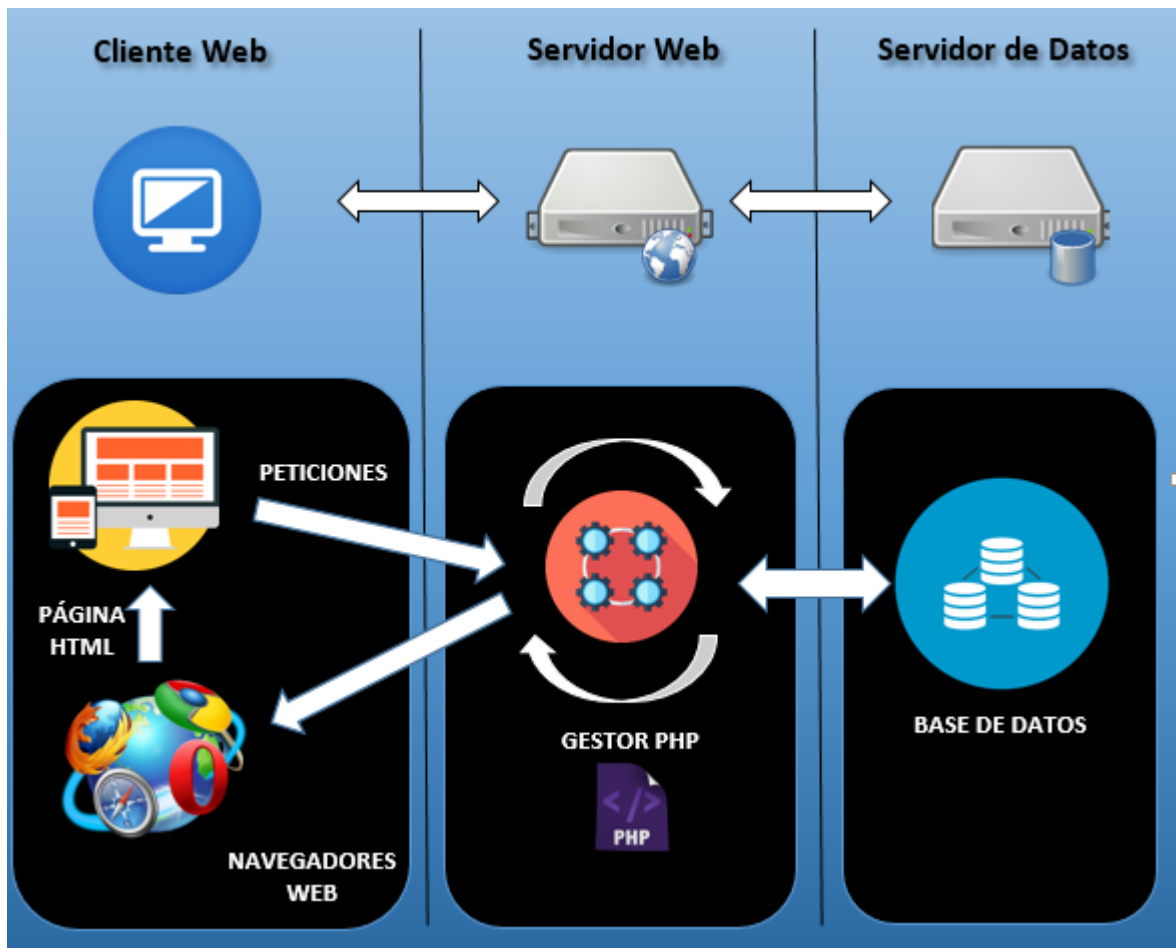 Cliente Web
Servidor Web
Servidor de Datos
PETICIONES
PÁGINA
HTML
NAVEGADORES
WEB
GESTOR PHP
</>
PHP
BASE DE DATOS